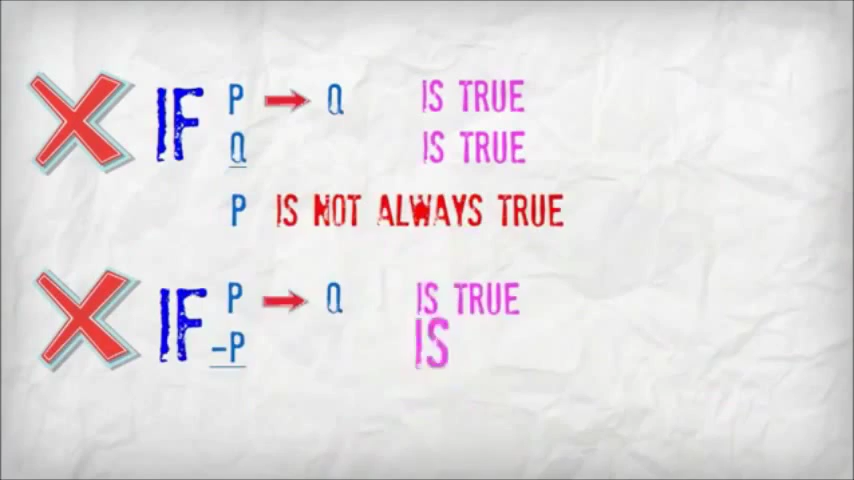 IF P → Q IS TRUE
Q IS TRUE
P IS NOT ALWAYS TRUE
IF P → Q IS TRUE
–P IS